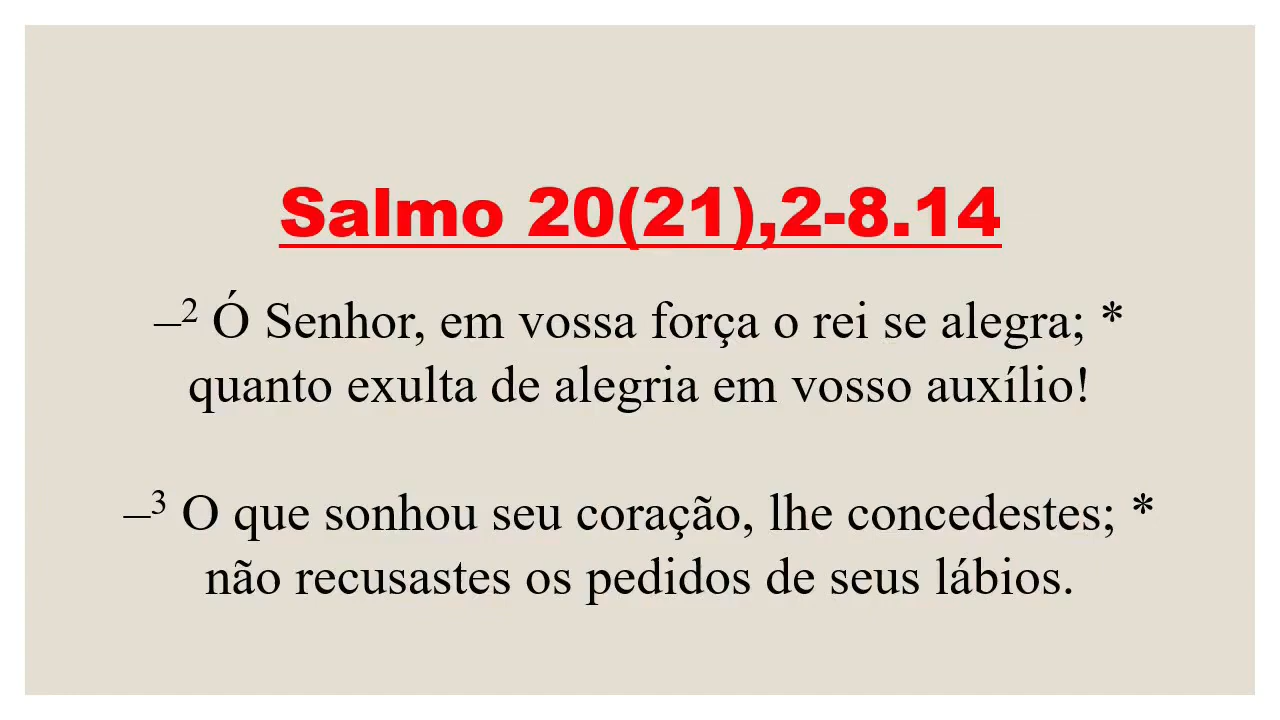 Salmo 20(21),2-8.14
–² Ó Senhor, em vossa força o rei se alegra; *
quanto exulta de alegria em vosso auxílio!
–³ O que sonhou seu coração, lhe concedestes; *
não recusastes os pedidos de seus lábios.